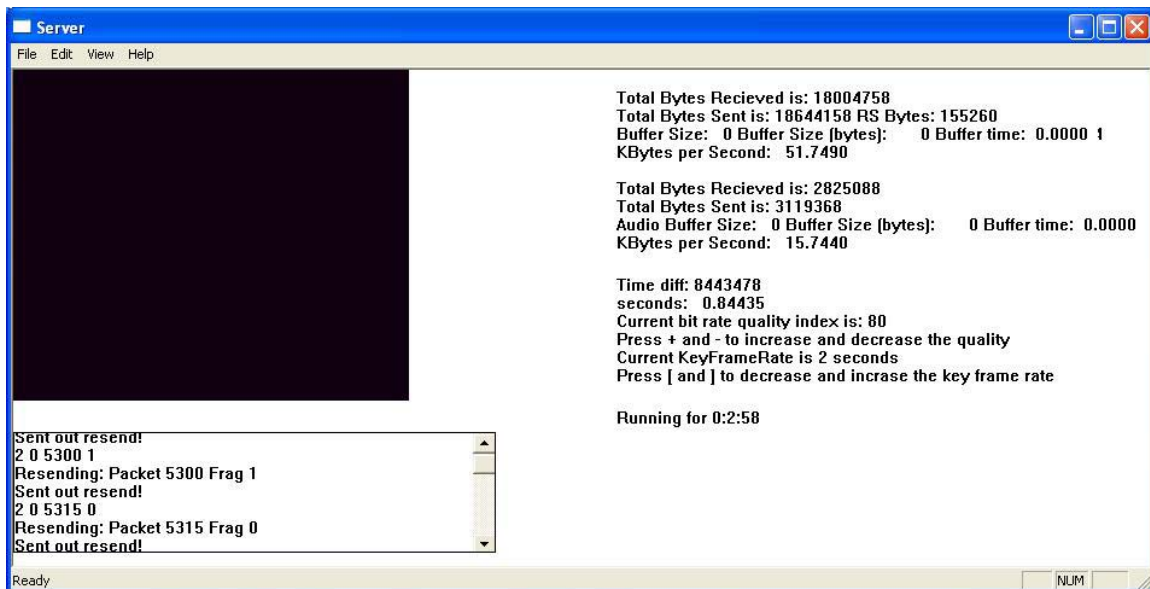 Server
File Edit View Help
Total Bytes Recieved is: 18004758
Total Bytes Sent is: 18644158 RS Bytes: 155260
Buffer Size: 0 Buffer Size (bytes): 0 Buffer time: 0.0000 1
KBytes per Second: 51.7490
Total Bytes Recieved is: 2825088
Total Bytes Sent is: 3119368
Audio Buffer Size: 0 Buffer Size (bytes): 0 Buffer time: 0.0000
KBytes per Second: 15.7440
Time diff: 8443478
seconds: 0.84435
Current bit rate quality index is: 80
Press + and - to increase and decrease the quality
Current KeyFrameRate is 2 seconds
Press [ and ] to decrease and incrase the key frame rate
Running for 0:2:58
Sent out resend!
2 0 5300 1
Resending: Packet 5300 Frag 1
Sent out resend!
2 0 5315 0
Resending: Packet 5315 Frag 0
Sent out resend!
Ready
NUM